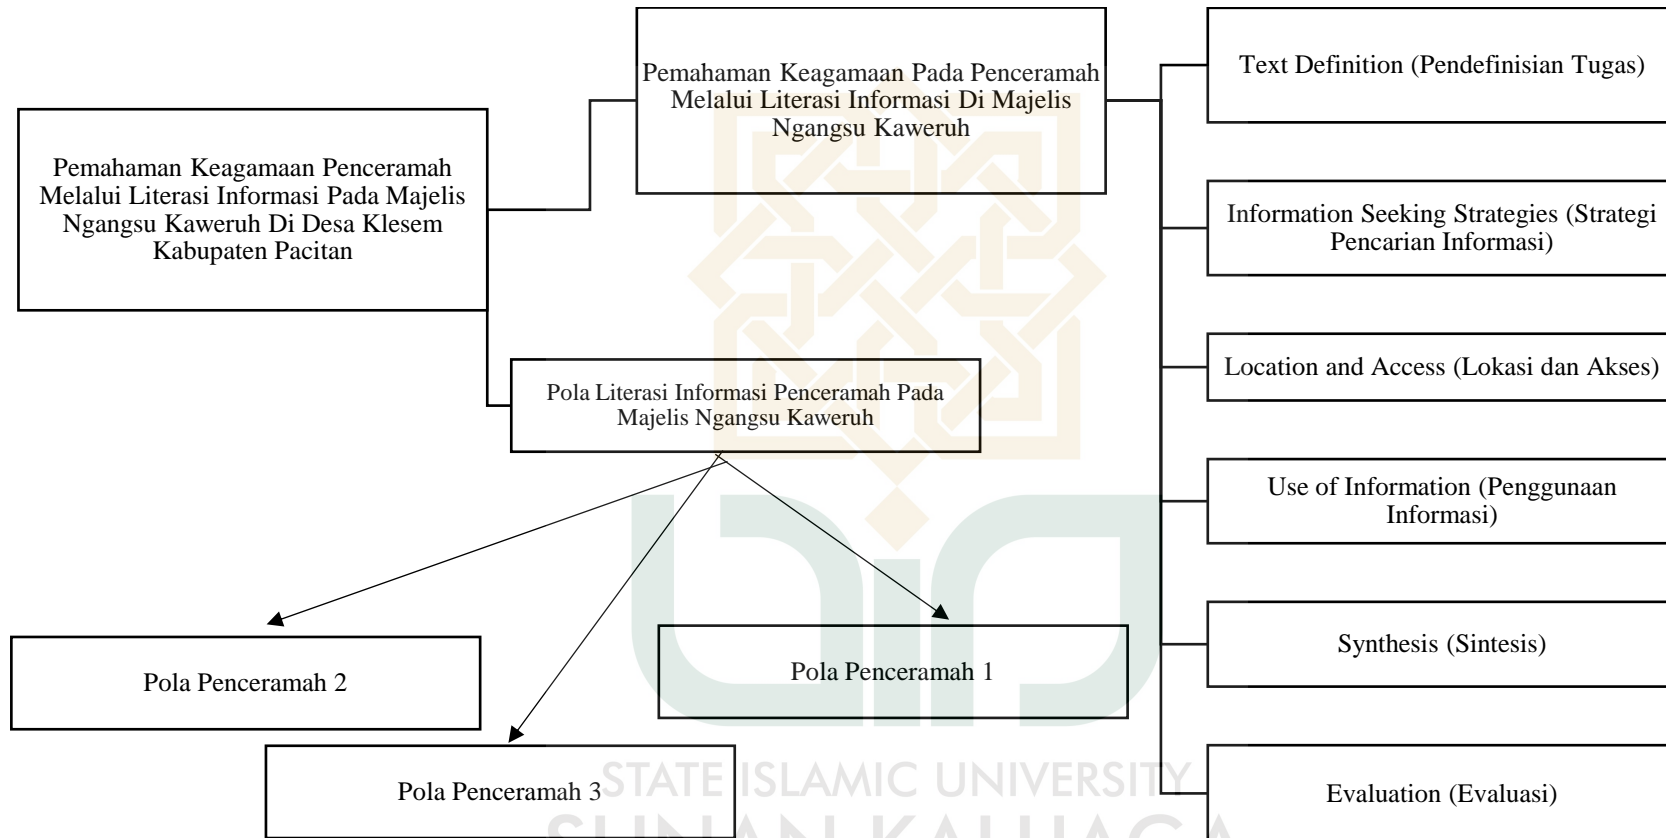 Pemahaman Keagamaan Penceramah
Melalui Literasi Informasi Pada Majelis
Ngangsu Kaweruh Di Desa Klesem
Kabupaten Pacitan
Pemahaman Keagamaan Pada Penceramah
Melalui Literasi Informasi Di Majelis
Ngangsu Kaweruh
Text Definition (Pendefinisian Tugas)
Information Seeking Strategies (Strategi
Pencarian Informasi)
Location and Access (Lokasi dan Akses)
Use of Information (Penggunaan
Informasi)
Synthesis (Sintesis)
Evaluation (Evaluasi)
Pola Literasi Informasi Penceramah Pada
Majelis Ngangsu Kaweruh
Pola Penceramah 2
Pola Penceramah 1
Pola Penceramah 3
STATE ISLAMIC UNIVERSITY
SUNAN KALIJAGA